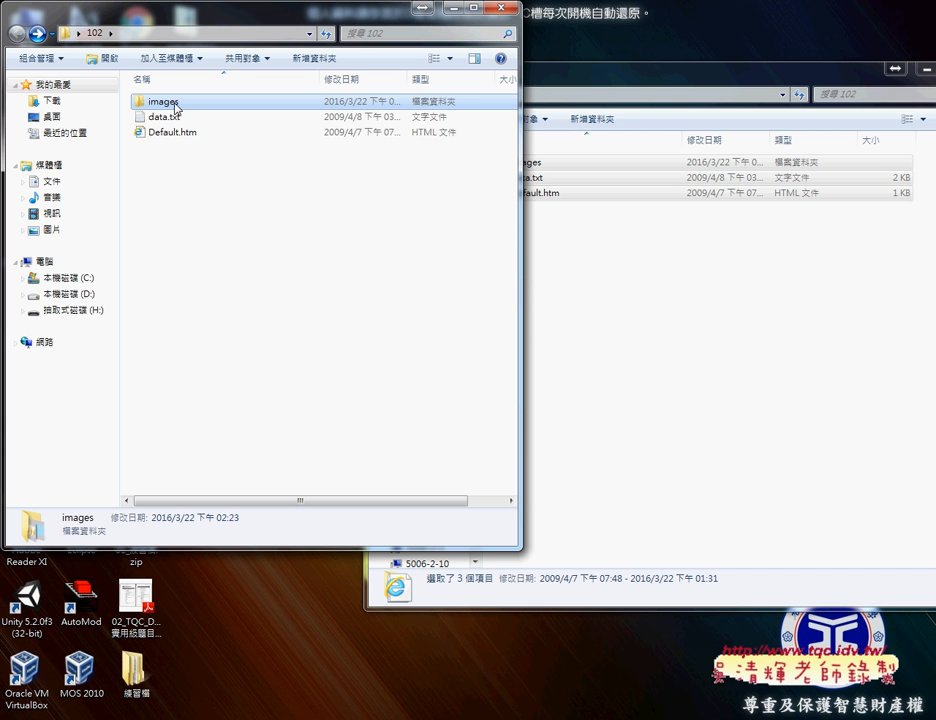 C槽每次開機自動還原。
102
搜尋 102
組合管理
開啟
加入至媒體櫃
共用對象
新增資料夾
名稱
修改日期
類型
大小
我的最愛
下載
桌面
最近的位置
媒體櫃
文件
音樂
視訊
圖片
電腦
本機磁碟 (C:)
本機磁碟 (D:)
抽取式磁碟 (H:)
網路
images
2016/3/22 下午 0...
檔案資料夾
data.txt
2009/4/8 下午 03...
文字文件
Default.htm
2009/4/7 下午 07...
HTML 文件
images
修改日期: 2016/3/22 下午 02:23
檔案資料夾
搜尋 102
對象
新增資料夾
修改日期
類型
大小
ages
2016/3/22 下午 0...
檔案資料夾
ta.txt
2009/4/8 下午 03...
文字文件
2 KB
fault.htm
2009/4/7 下午 07...
HTML 文件
1 KB
5006-2-10
選取了 3 個項目
修改日期: 2009/4/7 下午 07:48 - 2016/3/22 下午 01:31
Reader XI
zip
Unity 5.2.0f3
(32-bit)
AutoMod
02_TQC_D...
實用級題目...
Oracle VM
VirtualBox
MOS 2010
練習檔
http://www.tqc.idv.tw/
吳清輝老師錄製
尊重及保護智慧財產權